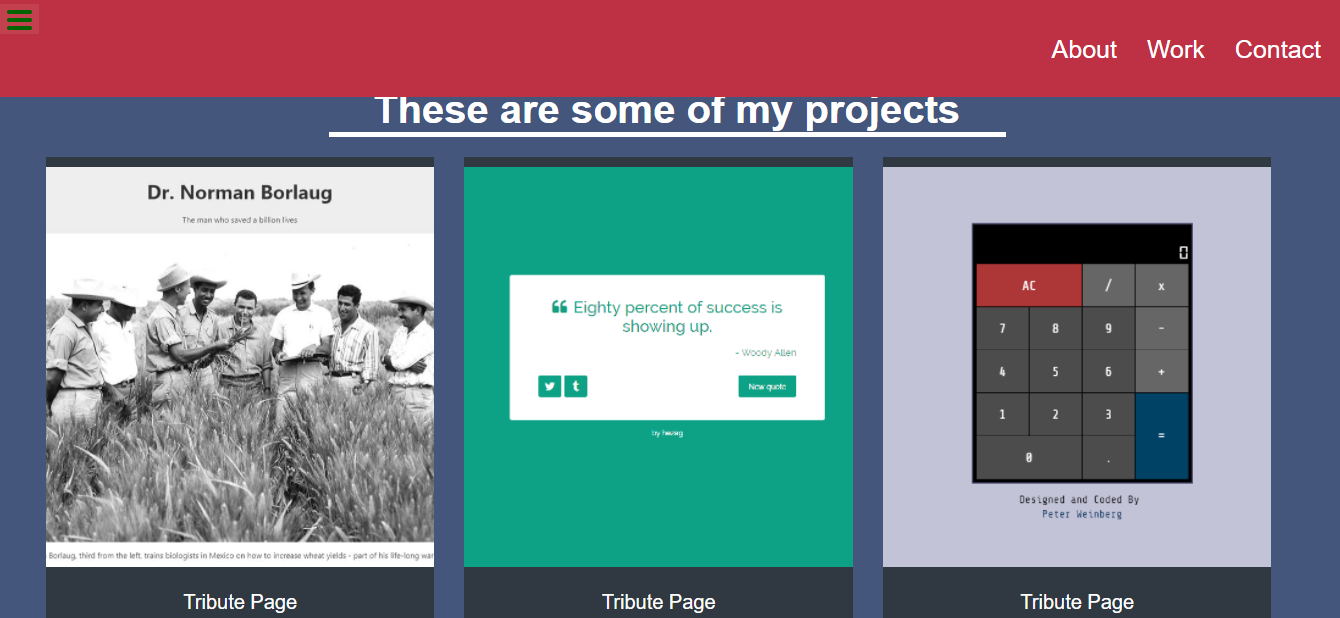 About Work Contact
These are some of my projects
Dr. Norman Borlaug
The man who saved a billion lives
Borlaug, third from the left, trains biologists in Mexico on how to increase wheat yields - part of his life-long war
Tribute Page
“ Eighty percent of success is
showing up.
- Woody Allen
t New quote
by hezag
Tribute Page
0
AC / x
7 8 9 -
4 5 6 +
1 2 3
=
0 .
Designed and Coded By
Peter Weinberg
Tribute Page